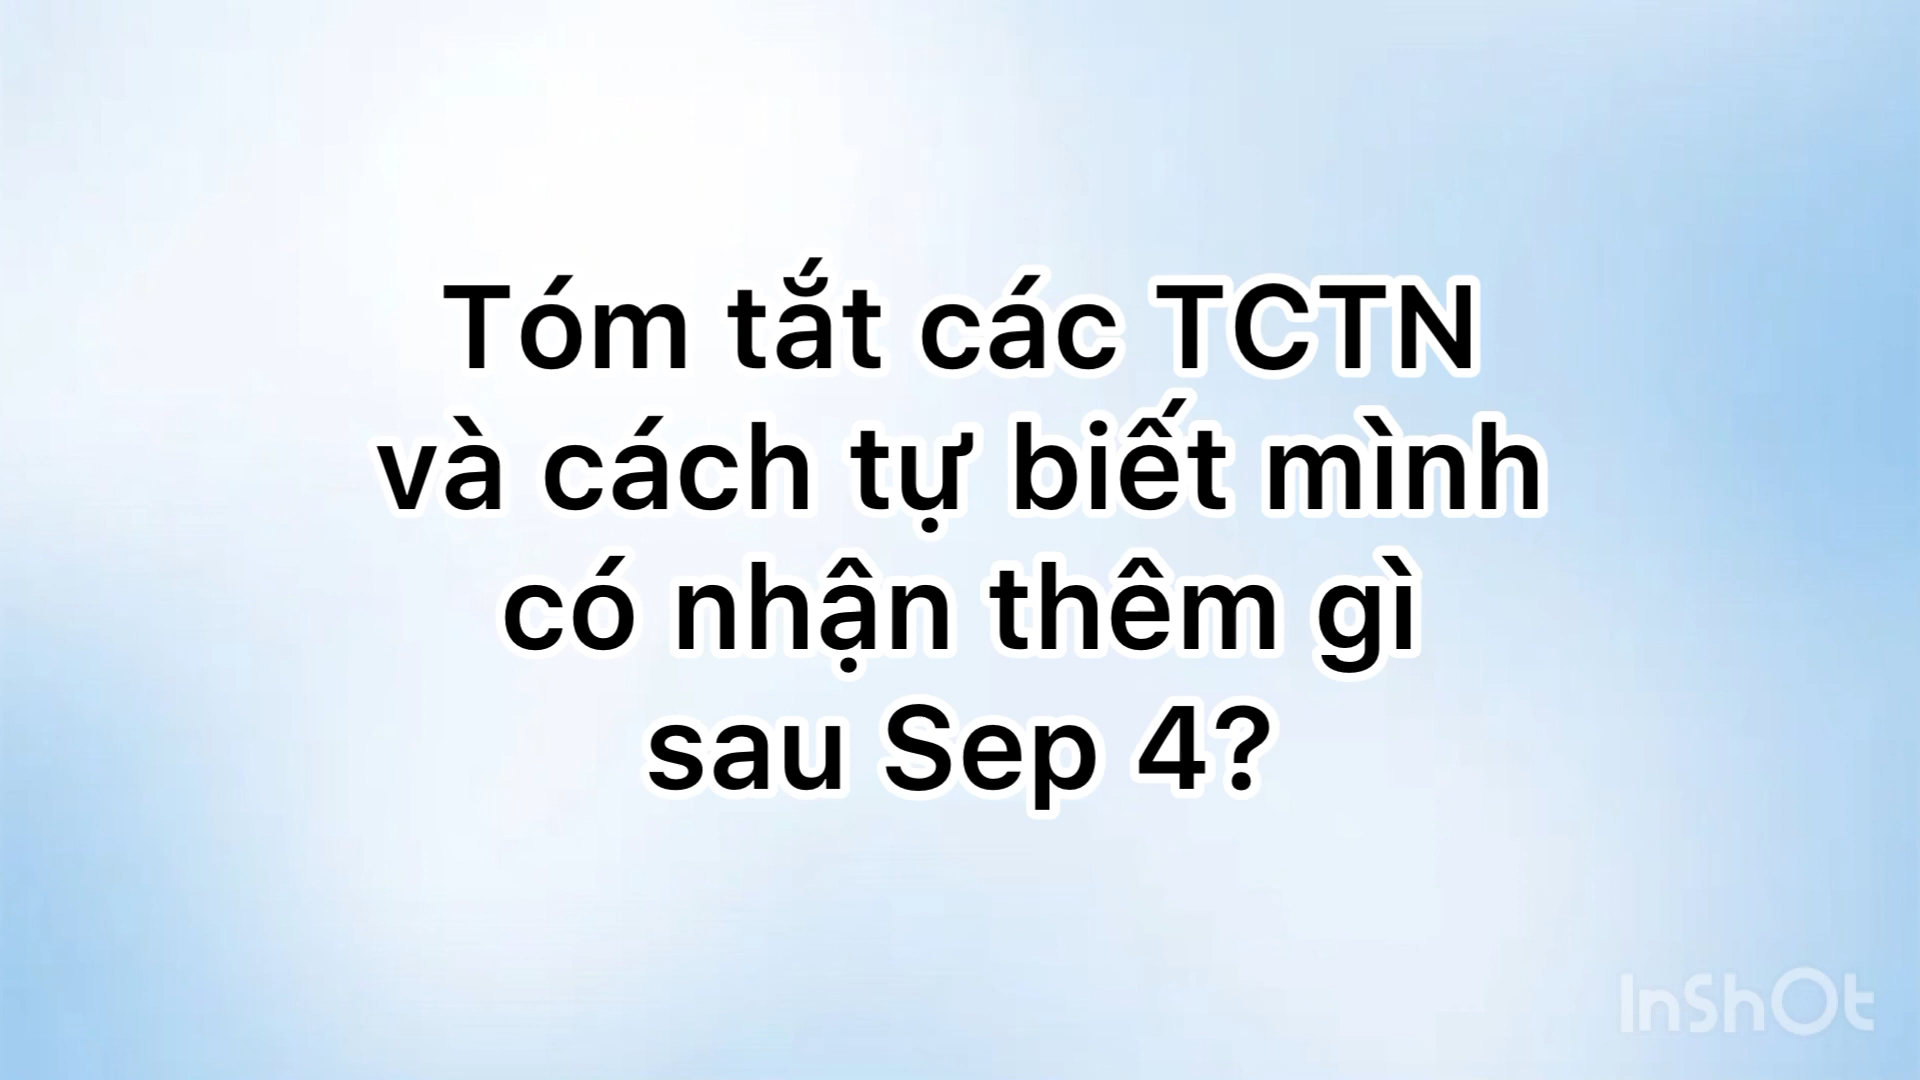 Tóm tắt các TCTN
và cách tự biết mình
có nhận thêm gì
sau Sep 4?
InShOt